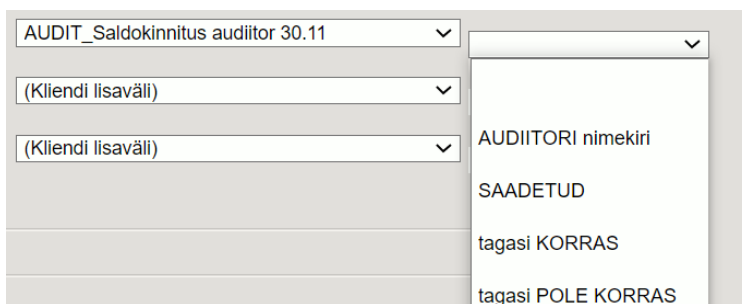 AUDIT_Saldokinnitus audiitor 30.11
(Kliendi lisaväli)
(Kliendi lisaväli)
AUDIITORI nimekiri
SAADETUD
tagasi KORRAS
tagasi POLE KORRAS